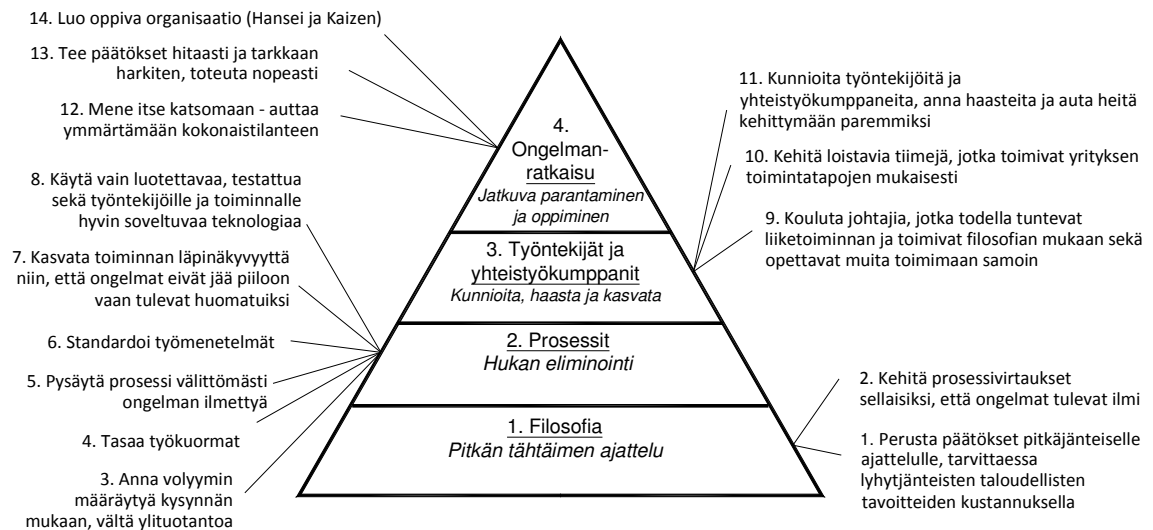 14. Luo oppiva organisaatio (Hansei ja Kaizen)
13. Tee päätökset hitaasti ja tarkkaan
harkiten, toteuta nopeasti
12. Mene itse katsomaan - auttaa
ymmärtämään kokonaistilanteen
8. Käytä vain luotettavaa, testattua
sekä työntekijöille ja toiminnalle
hyvin soveltuvaa teknologiaa
7. Kasvata toiminnan läpinäkyvyyttä
niin, että ongelmat eivät jää piiloon
vaan tulevat huomatuiksi
6. Standardoi työmenetelmät
5. Pysäytä prosessi välittömästi
ongelman ilmettyä
4. Tasaa työkuormat
3. Anna volyymin
määräytyä kysynnän
mukaan, vältä ylituotantoa
4.
Ongelman-
ratkaisu
Jatkuva parantaminen
ja oppiminen
3. Työntekijät ja
yhteistyökumppanit
Kunnioita, haasta ja kasvata
2. Prosessit
Hukan eliminointi
1. Filosofia
Pitkän tähtäimen ajattelu
11. Kunnioita työntekijöitä ja
yhteistyökumppaneita, anna haasteita ja auta heitä
kehittymään paremmiksi
10. Kehitä loistavia tiimejä, jotka toimivat yrityksen
toimintatapojen mukaisesti
9. Kouluta johtajia, jotka todella tuntevat
liiketoiminnan ja toimivat filosofian mukaan sekä
opettavat muita toimimaan samoin
2. Kehitä prosessivirtaukset
sellaisiksi, että ongelmat tulevat ilmi
1. Perusta päätökset pitkäjänteiselle
ajattelulle, tarvittaessa
lyhytjänteisten taloudellisten
tavoitteiden kustannuksella